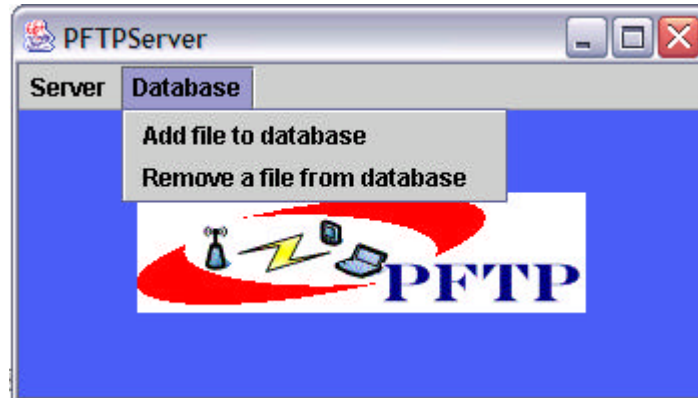 PFTPServer
Server Database
Add file to database
Remove a file from database
PFTP